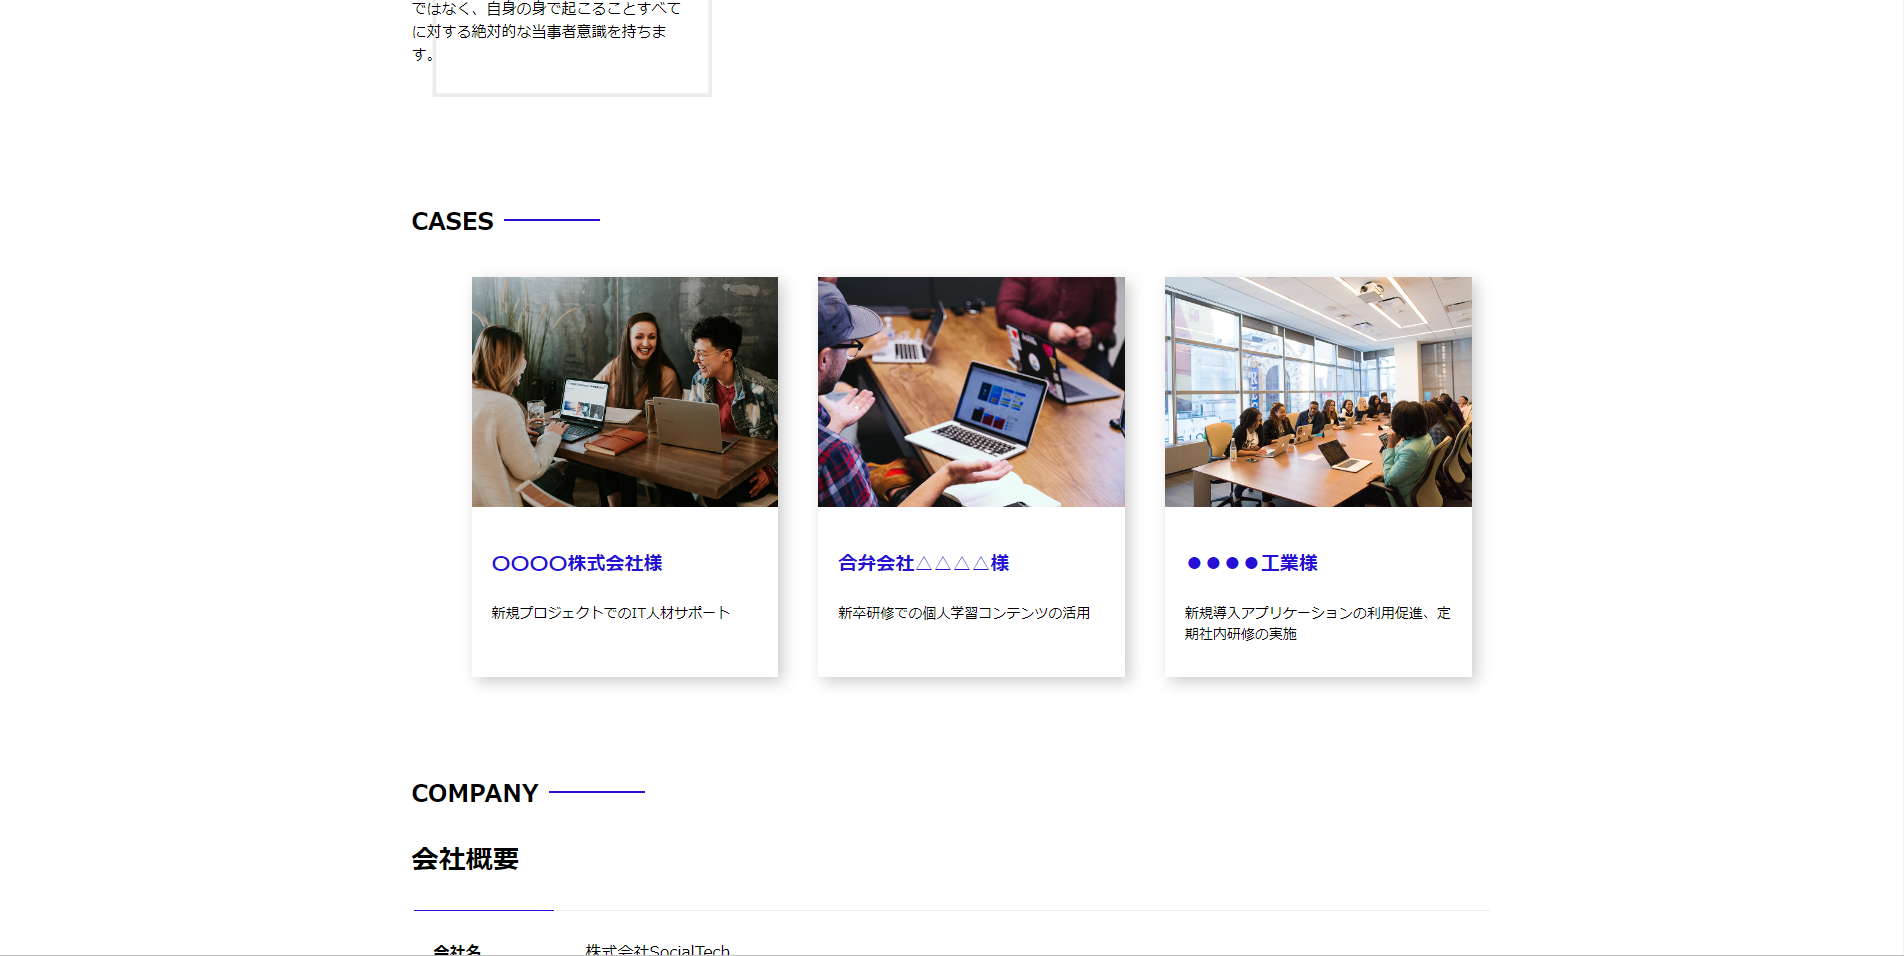 ではなく、自身の身で起こることすべて
に対する絶対的な当事者意識を持ちま
す。
CASES
〇〇〇〇株式会社様
新規プロジェクトでのIT人材サポート
合弁会社△△△△様
新卒研修での個人学習コンテンツの活用
●●●●工業様
新規導入アプリケーションの利用促進、定
期社内研修の実施
COMPANY
会社概要
会社名
株式会社SocialTech